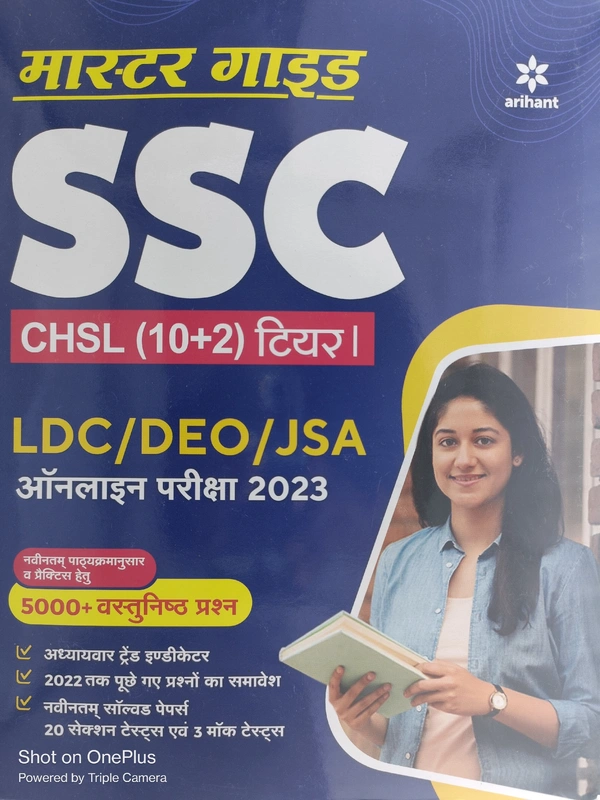 मास्टर गाइड
arihant
SSC
CHSL (10+2) टियर I
LDC/DEO/JSA
ऑनलाइन परीक्षा 2023
नवीनतम् पाठ्यक्रमानुसार
व प्रैक्टिस हेतु
5000+ वस्तुनिष्ठ प्रश्न
अध्यायवार ट्रेंड इण्डीकेटर
2022 तक पूछे गए प्रश्नों का समावेश
नवीनतम् सॉल्वड पेपर्स
20 सेक्शन टेस्ट्स एवं 3 मॉक टेस्ट्स
Shot on OnePlus
Powered by Triple Camera